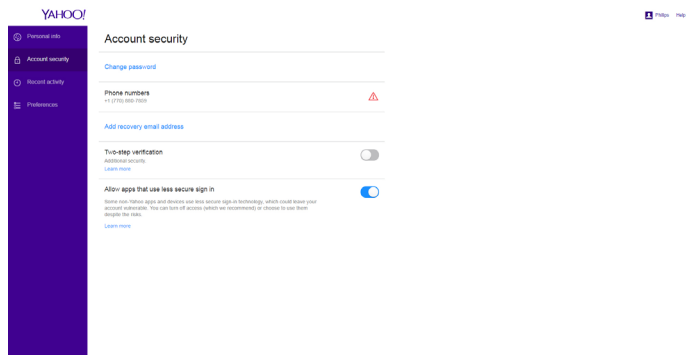 YAHOO!
Philips Help
Personal info
Account security
Recent activity
Preferences
Account security
Change password
Phone numbers
+1 (770)
Add recovery email address
Two-step verification
Additional security.
Learn more
Allow apps that use less secure sign in
Some non-Yahoo apps and devices use less secure sign-in technology, which could leave your
account vulnerable. You can turn off access (which we recommend) or choose to use them
despite the risks.
Learn more